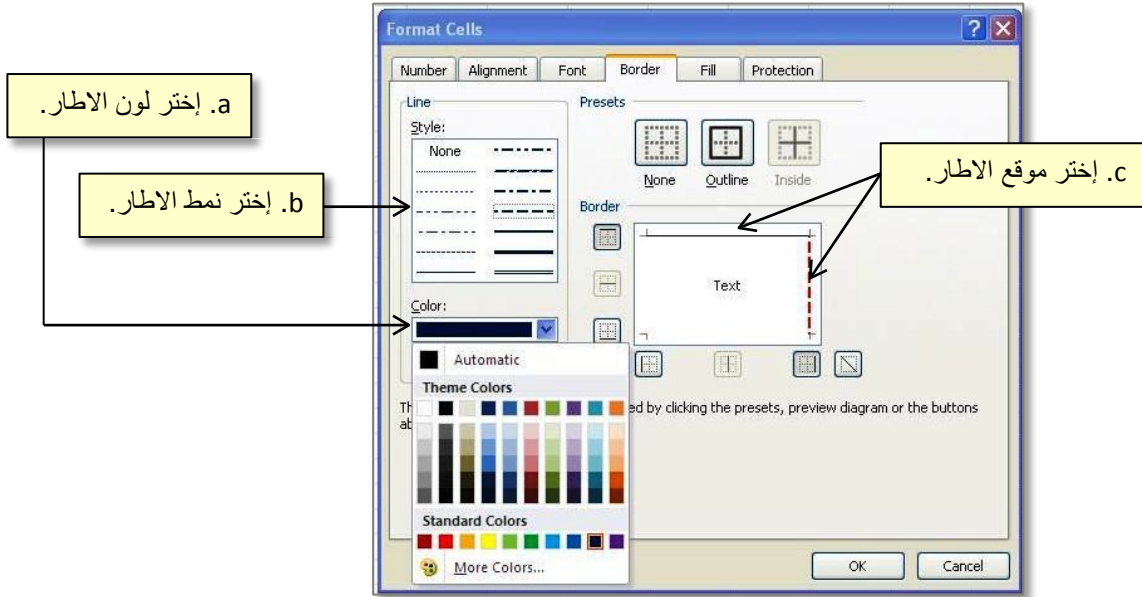 Format Cells
Number Alignment Font Border Fill Protection
a. إختر لون الاطار.
Line
Style:
None
b. إختر نمط الاطار.
Presets
None Outline Inside
c. إختر موقع الاطار.
Border
Text
Color:
Automatic
Theme Colors
Th
ed by clicking the presets, preview diagram or the buttons
ab
Standard Colors
More Colors...
OK Cancel